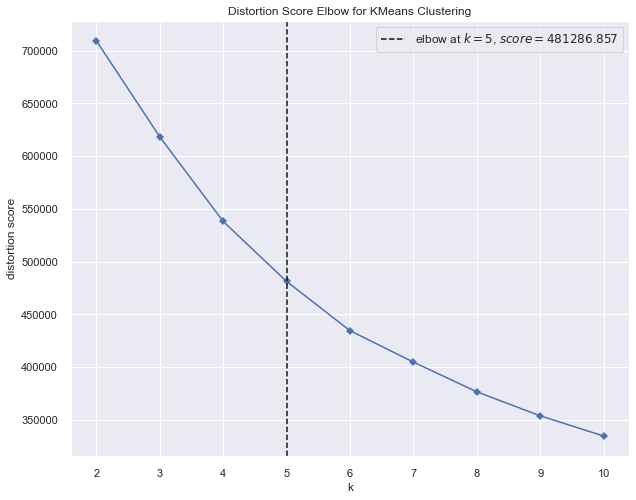 Distortion Score Elbow for KMeans Clustering
elbow at k = 5, score = 481286.857
700000
650000
600000
550000
500000
450000
400000
350000
distortion score
2 3 4 5 6 7 8 9 10
k